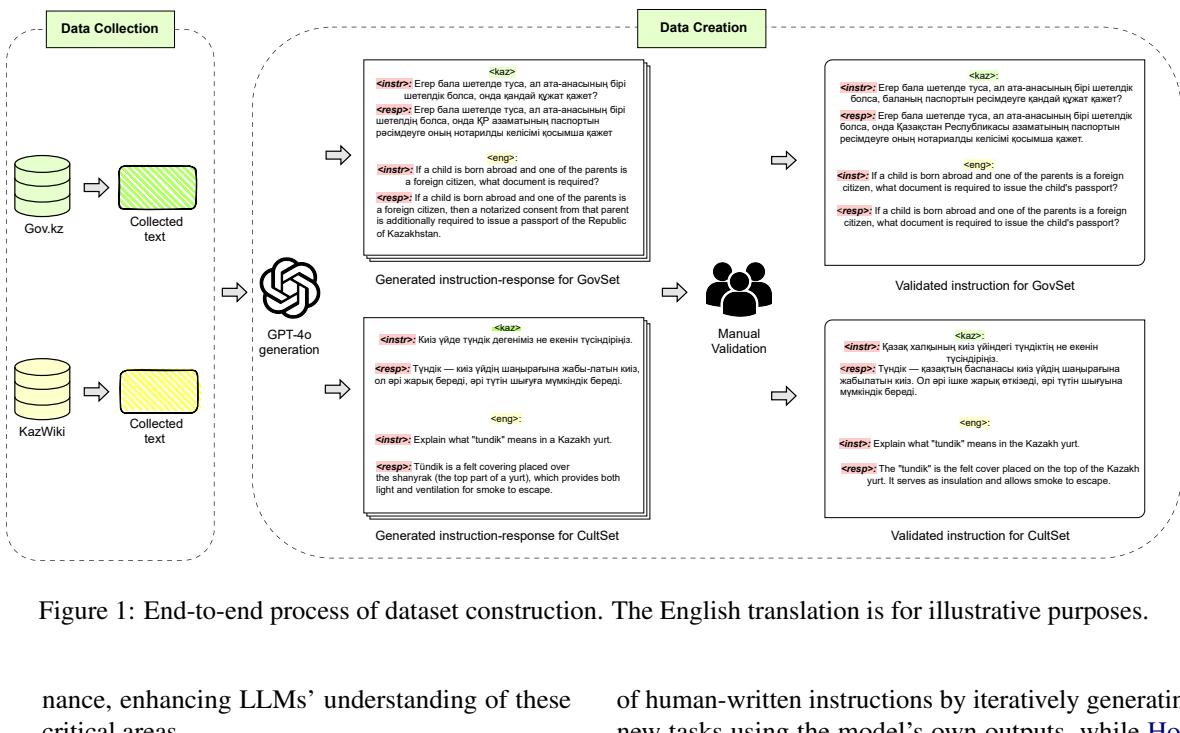 Data Collection
Data Creation
Gov.kz
Collected
text
KazWiki
Collected
text
GPT-4o
generation
<kaz>
<instr>: Егер бала шетелде туса, ал ата-анасының бірі
шетелдік болса, онда қандай құжат қажет?
<resp>: Егер бала шетелде туса, ал ата-анасының бірі
шетелдің болса, онда ҚР азаматының паспортын
рәсімдеуге оның нотарилды келісімі қосымша қажет
<eng>:
<instr>: If a child is born abroad and one of the parents is
a foreign citizen, what document is required?
<resp>: If a child is born abroad and one of the parents is
a foreign citizen, then a notarized consent from that parent
is additionally required to issue a passport of the Republic
of Kazakhstan.
Generated instruction-response for GovSet
<kaz>
<instr>: Киіз үйде түндік дегеніміз не екенін түсіндіріңіз.
<resp>: Түндік — киіз үйдің шаңырағына жабы-латын киіз,
ол әрі жарық береді, әрі түтін шығуға мүмкіндік береді.
<eng>:
<instr>: Explain what "tundik" means in a Kazakh yurt.
<resp>: Tündik is a felt covering placed over
the shanyrak (the top part of a yurt), which provides both
light and ventilation for smoke to escape.
Generated instruction-response for CultSet
Manual
Validation
<kaz>:
<instr>: Егер бала шетелде туса, ал ата-анасының бірі шетелдік
болса, баланың паспортын ресімдеуге қандай құжат қажет?
<resp>: Егер бала шетелде туса, ал ата-анасының бірі шетелдік
болса, онда Қазақстан Республикасы азаматының паспортын
ресімдеуге оның нотариалды келісімі қосымша қажет.
<eng>:
<inst>: If a child is born abroad and one of the parents is a foreign
citizen, what document is required to issue the child's passport?
<resp>: If a child is born abroad and one of the parents is a foreign
citizen, what document is required to issue the child's passport?
Validated instruction for GovSet
<kaz>:
<instr>: Қазақ халқының киіз үйіндегі түндіктің не екенін
түсіндіріңіз.
<resp>: Түндік — қазақтың баспанасы киіз үйдің шаңырағына
жабылатын киіз. Ол әрі ішке жарық өткізеді, әрі түтін шығуына
мүмкіндік береді.
<eng>:
<inst>: Explain what "tundik" means in the Kazakh yurt.
<resp>: The "tundik" is the felt cover placed on the top of the Kazakh
yurt. It serves as insulation and allows smoke to escape.
Validated instruction for CultSet
Figure 1: End-to-end process of dataset construction. The English translation is for illustrative purposes.
nance, enhancing LLMs' understanding of these
critical areas
of human-written instructions by iteratively generating
new tasks using the model's own outputs, while Ho